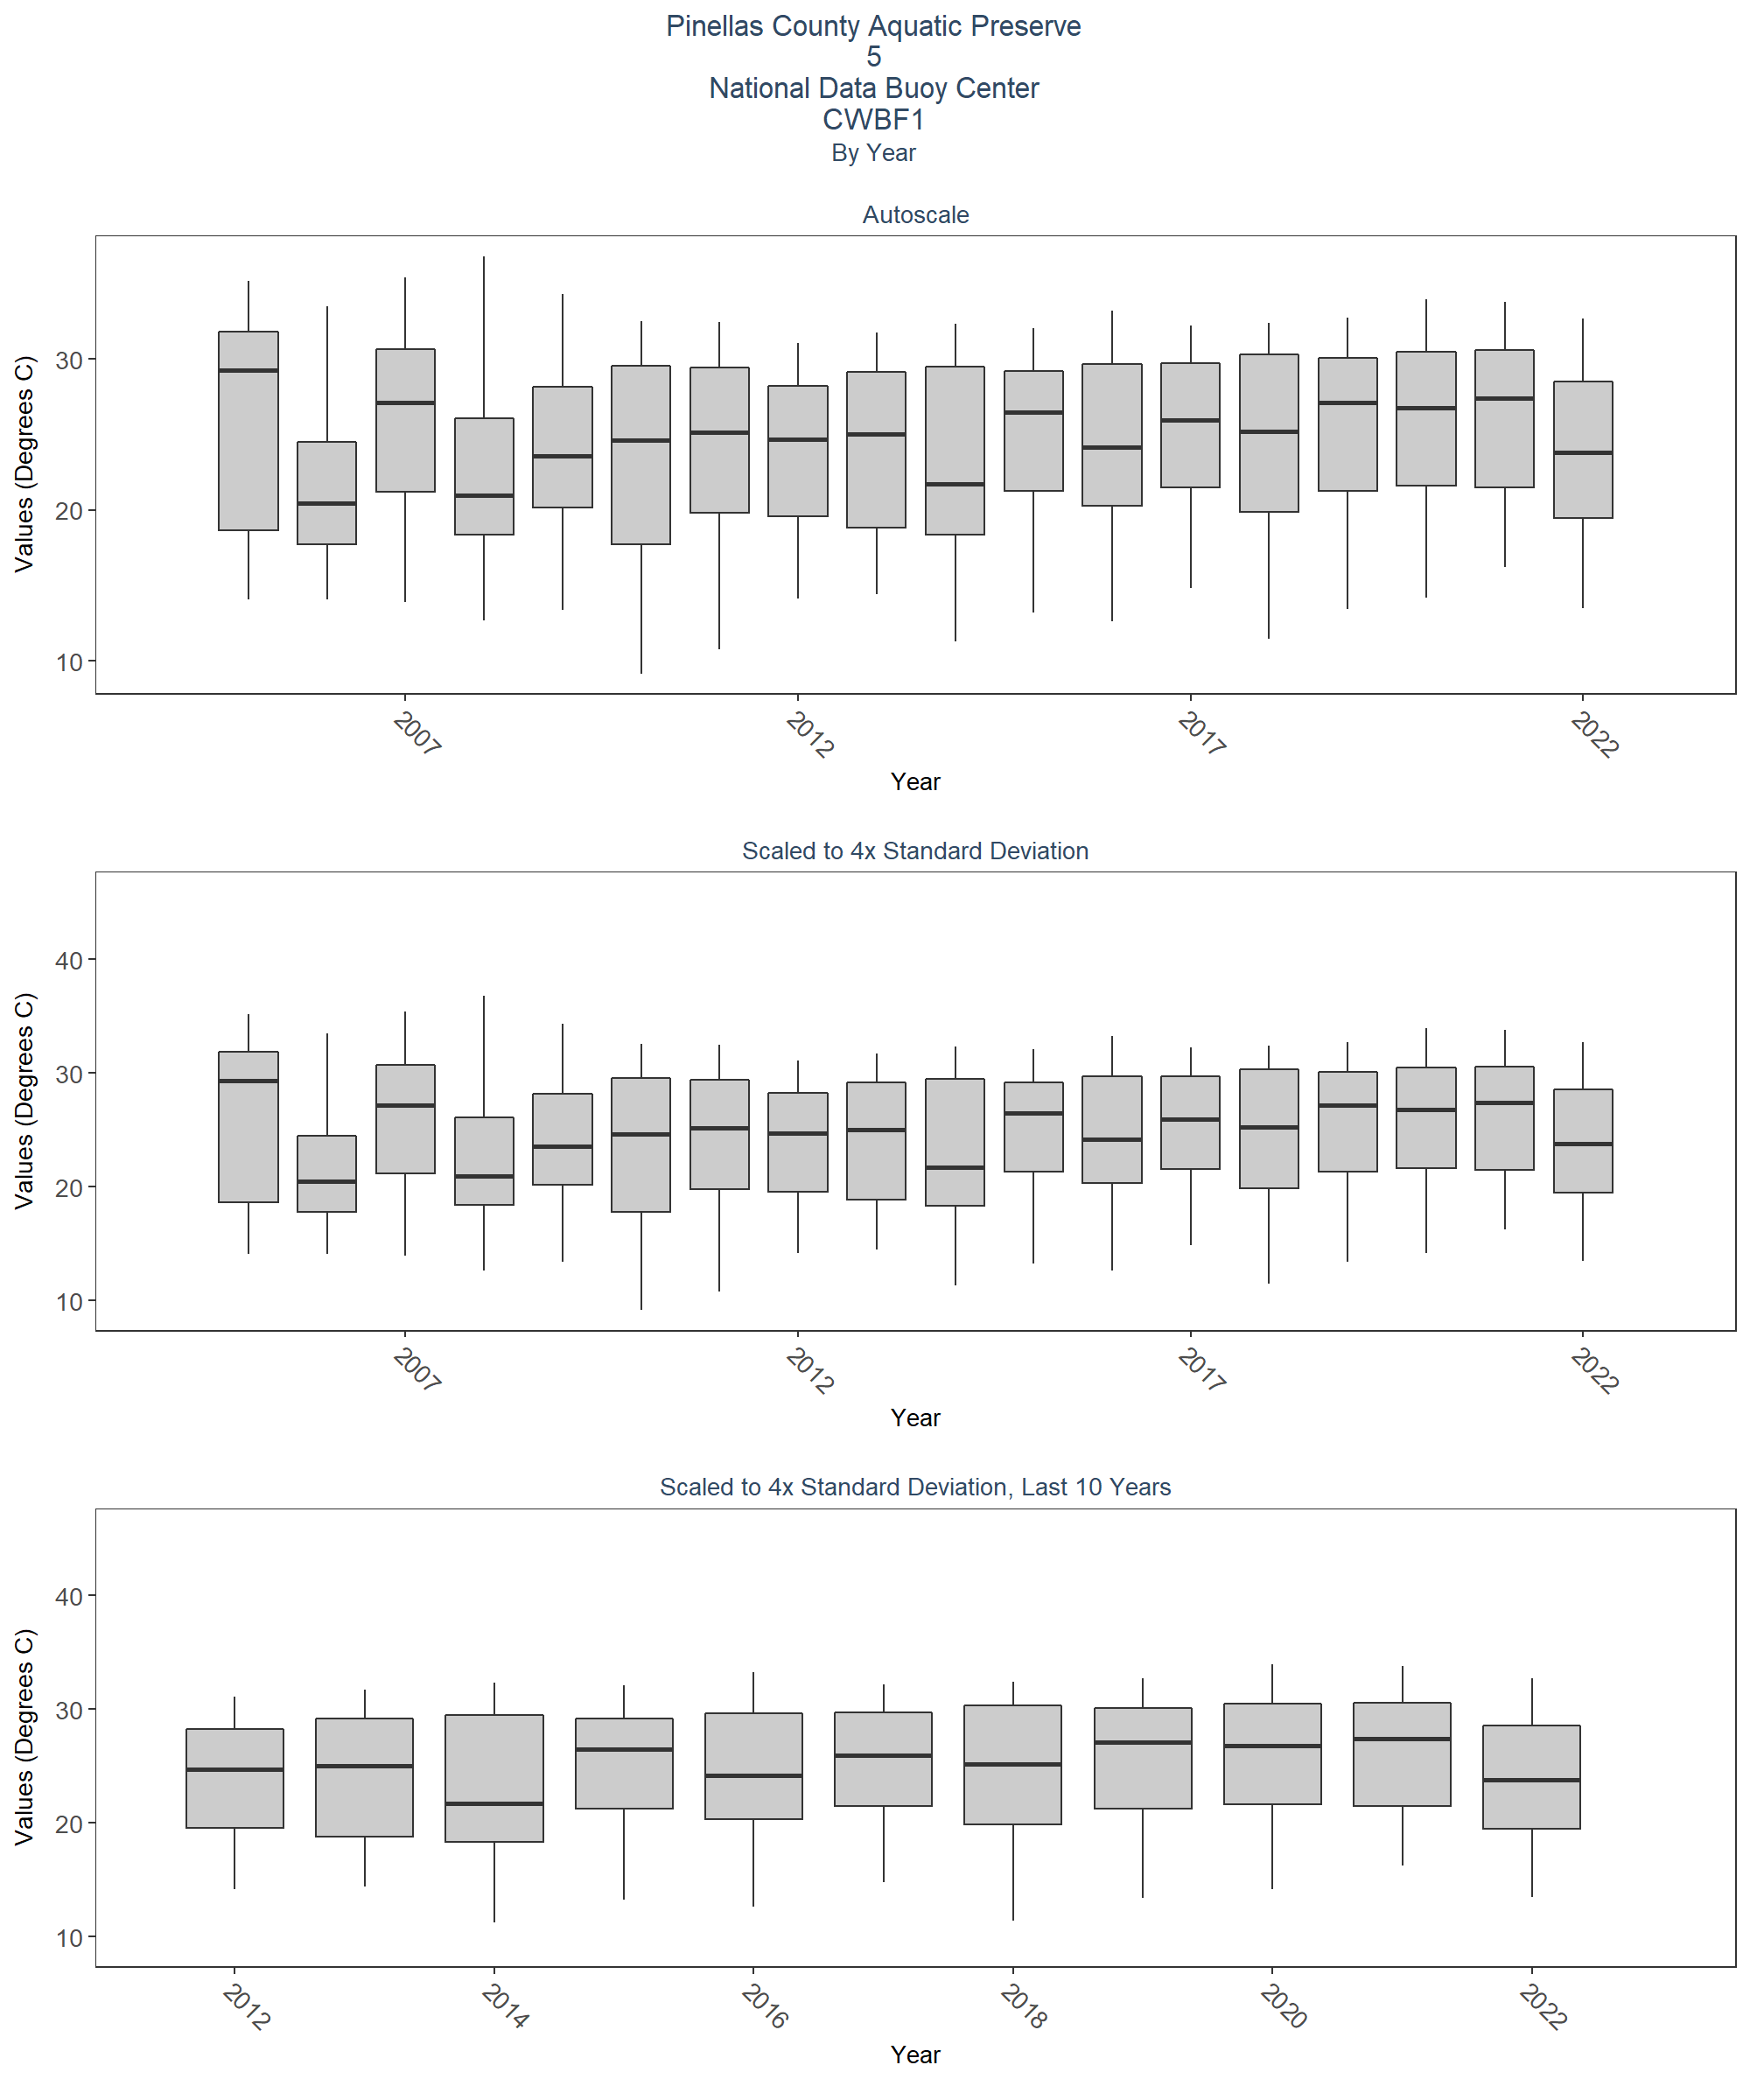 Pinellas County Aquatic Preserve
5
National Data Buoy Center
CWBF1
By Year
Autoscale
Values (Degrees C)
30
20
10
2007
2012
2017
2022
Year
Scaled to 4x Standard Deviation
Values (Degrees C)
40
30
20
10
2007
2012
2017
2022
Year
Scaled to 4x Standard Deviation, Last 10 Years
Values (Degrees C)
40
30
20
10
2012
2014
2016
2018
2020
2022
Year